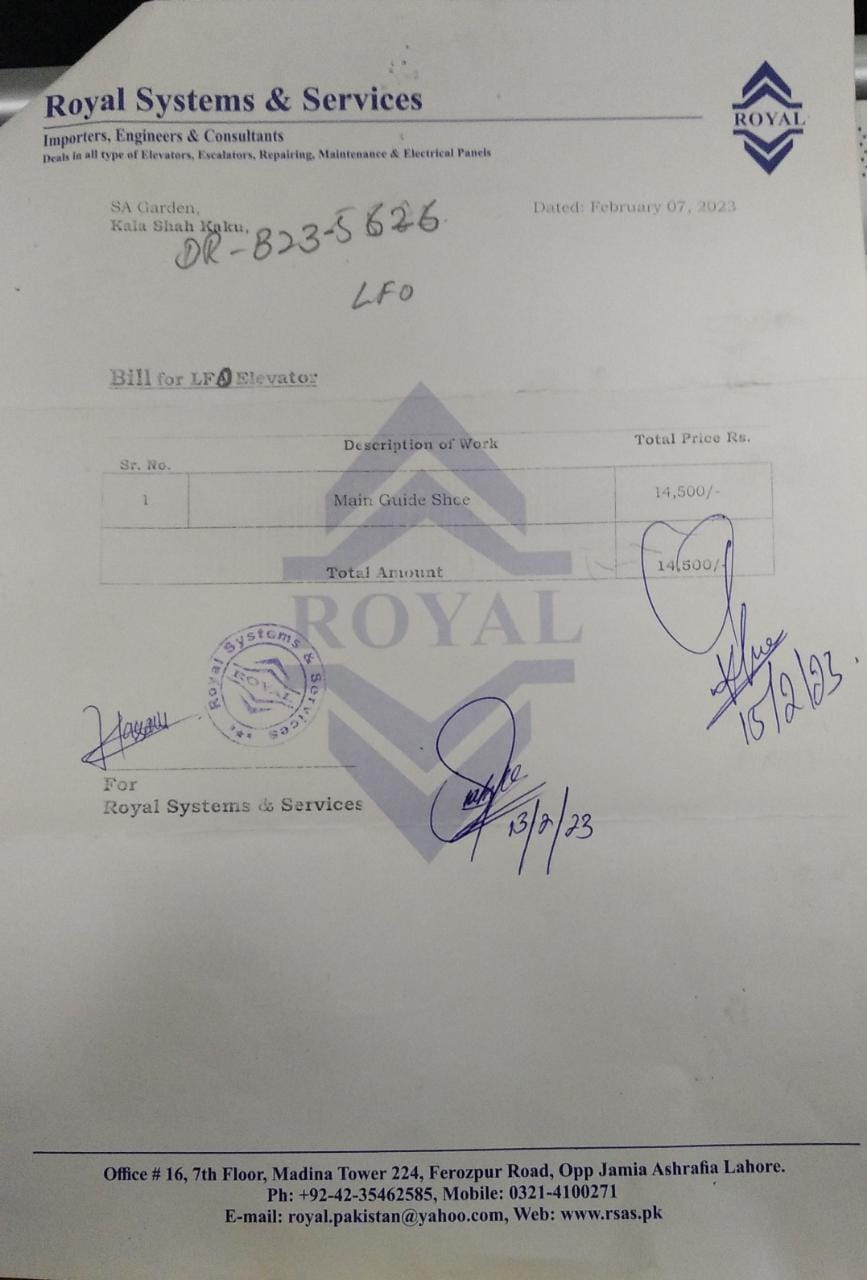 Royal Systems & Services
ROYAL
Importers, Engineers & Consultants
Deals in all type of Elevators, Escalators, Repairing, Maintenance & Electrical Panels
SA Garden,
Dated: February 07, 2023
Kala Shah Kaku,
DR-823-5626
LFO
Bill for LFO Elevator
Sr. No. Description of Work Total Price Rs.
1 Main Guide Shoe 14,500/-
Total Amount 14,500/-
ROYAL
Royal Systems & Services
ROYAL
15/2/23
Hassan
13/2/23
For
Royal Systems & Services
Office # 16, 7th Floor, Madina Tower 224, Ferozpur Road, Opp Jamia Ashrafia Lahore.
Ph: +92-42-35462585, Mobile: 0321-4100271
E-mail: royal.pakistan@yahoo.com, Web: www.rsas.pk